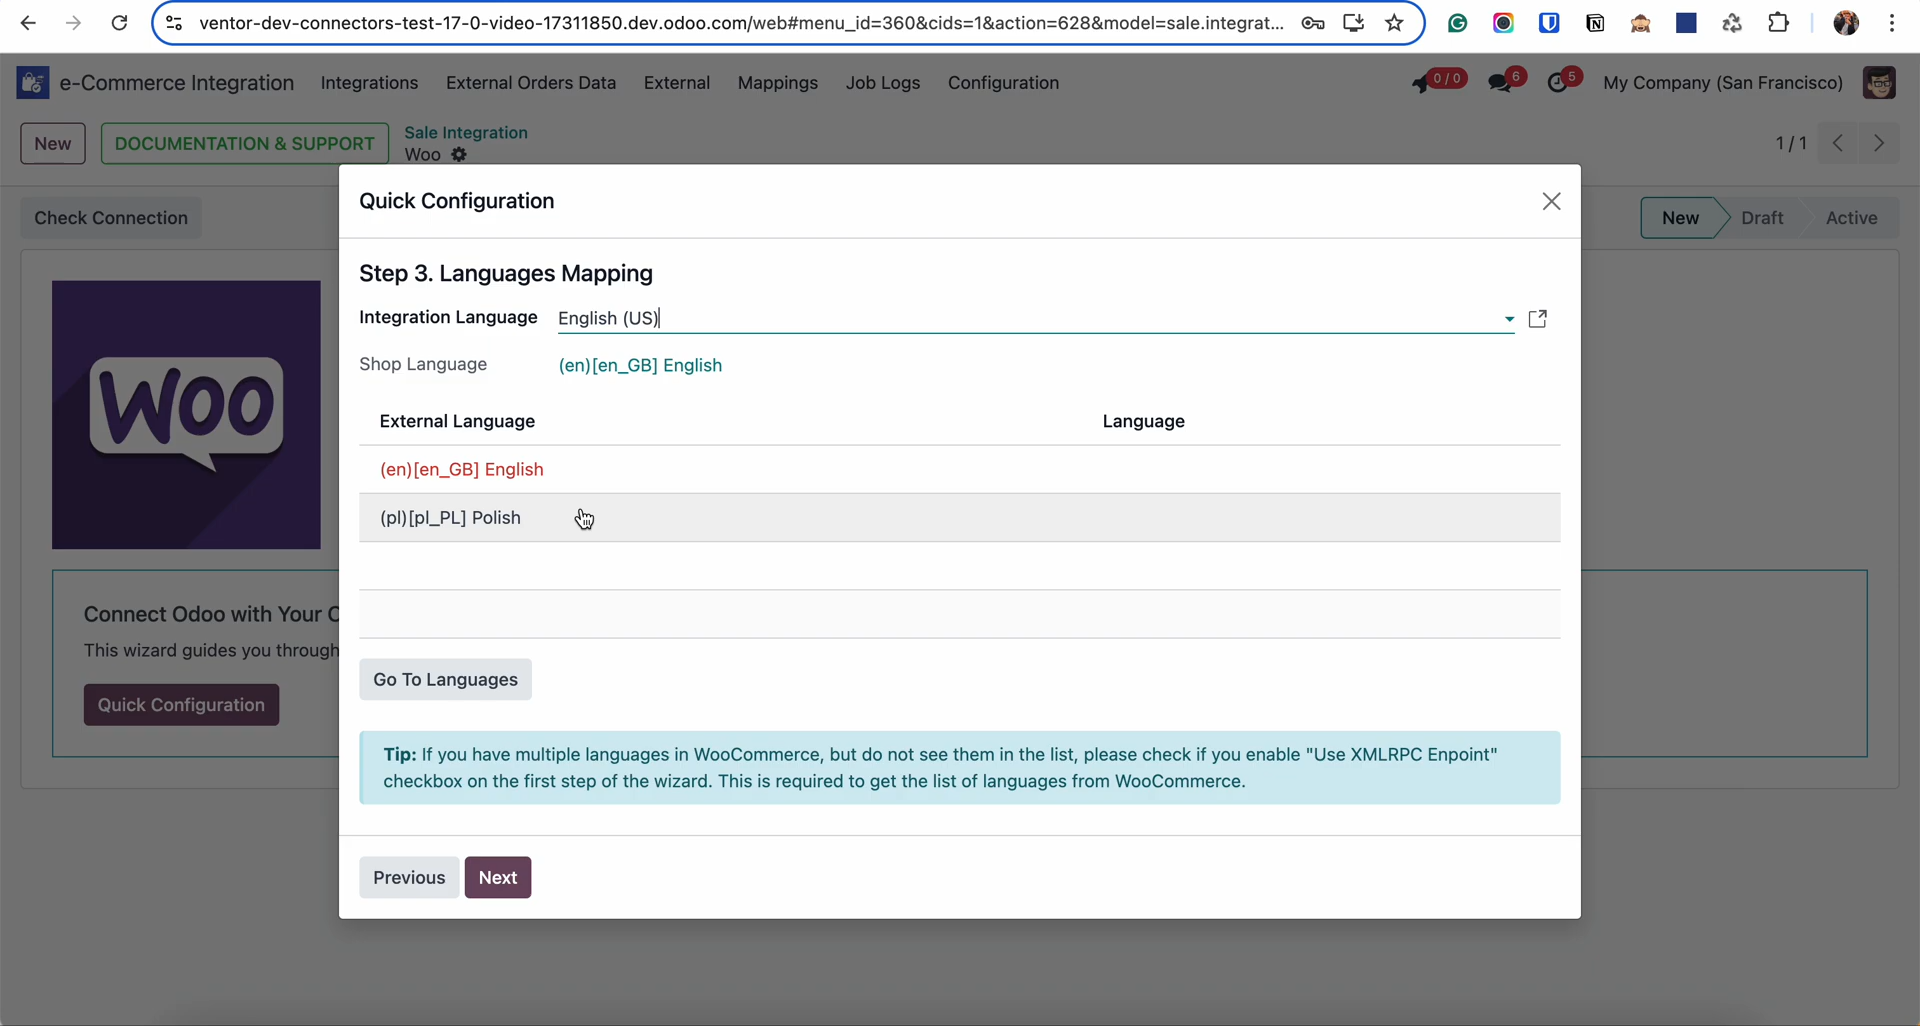 ventor-dev-connectors-test-17-0-video-17311850.dev.odoo.com/web#menu_id=360&cids=1&action=628&model=sale.integrat...
e-Commerce Integration Integrations External Orders Data External Mappings Job Logs Configuration 0 / 0 6 5 My Company (San Francisco)
New DOCUMENTATION & SUPPORT Sale Integration
Woo
1 / 1
Check Connection
New Draft Active
Quick Configuration
Step 3. Languages Mapping
Integration Language English (US)
Shop Language (en)[en_GB] English
External Language Language
(en)[en_GB] English
(pl)[pl_PL] Polish
WOO
Connect Odoo with Your
This wizard guides you through
Quick Configuration
Go To Languages
Tip: If you have multiple languages in WooCommerce, but do not see them in the list, please check if you enable "Use XMLRPC Enpoint"
checkbox on the first step of the wizard. This is required to get the list of languages from WooCommerce.
Previous Next